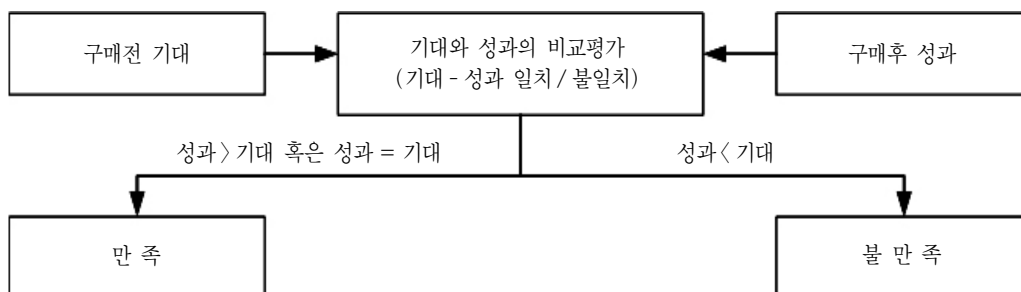 구매전 기대
기대와 성과의 비교평가
(기대 - 성과 일치 / 불일치)
구매후 성과
성과 〉 기대 혹은 성과 = 기대
성과 〈 기대
만 족
불 만 족